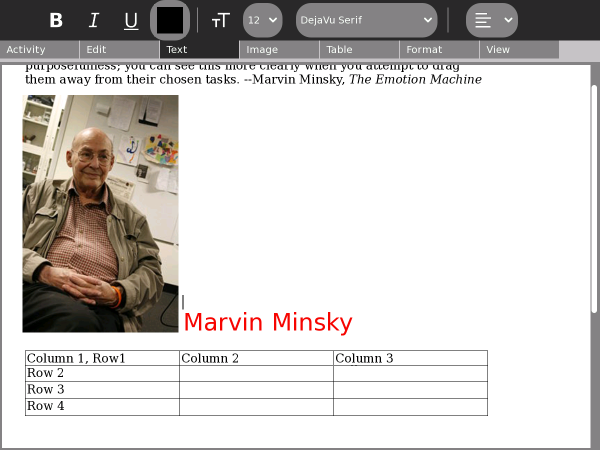 B I U TT 12 DejaVu Serif
Activity Edit Text Image Table Format View
purposefulness; you can see this more clearly when you attempt to drag
them away from their chosen tasks. --Marvin Minsky, The Emotion Machine
Marvin Minsky
Column 1, Row1 Column 2 Column 3
Row 2
Row 3
Row 4